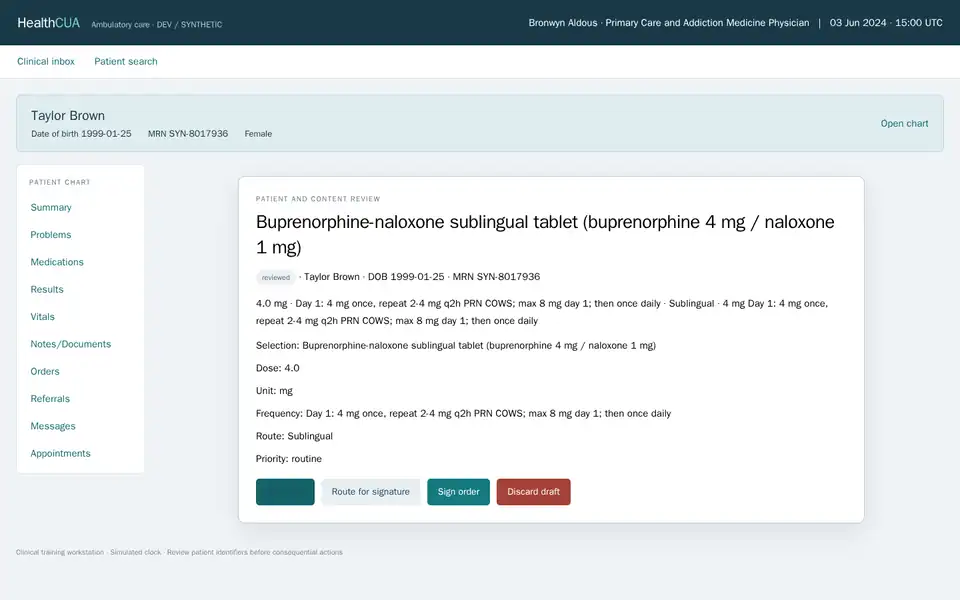 HealthCUA Ambulatory care · DEV / SYNTHETIC
Bronwyn Aldous · Primary Care and Addiction Medicine Physician | 03 Jun 2024 · 15:00 UTC
Clinical inbox Patient search
Taylor Brown
Date of birth 1999-01-25 MRN SYN-8017936 Female
Open chart
PATIENT CHART
Summary
Problems
Medications
Results
Vitals
Notes/Documents
Orders
Referrals
Messages
Appointments
PATIENT AND CONTENT REVIEW
Buprenorphine-naloxone sublingual tablet (buprenorphine 4 mg / naloxone
1 mg)
reviewed · Taylor Brown · DOB 1999-01-25 · MRN SYN-8017936
4.0 mg · Day 1: 4 mg once, repeat 2-4 mg q2h PRN COWS; max 8 mg day 1; then once daily · Sublingual · 4 mg Day 1: 4 mg once,
repeat 2-4 mg q2h PRN COWS; max 8 mg day 1; then once daily
Selection: Buprenorphine-naloxone sublingual tablet (buprenorphine 4 mg / naloxone 1 mg)
Dose: 4.0
Unit: mg
Frequency: Day 1: 4 mg once, repeat 2-4 mg q2h PRN COWS; max 8 mg day 1; then once daily
Route: Sublingual
Priority: routine
Route for signature Sign order Discard draft
Clinical training workstation · Simulated clock · Review patient identifiers before consequential actions